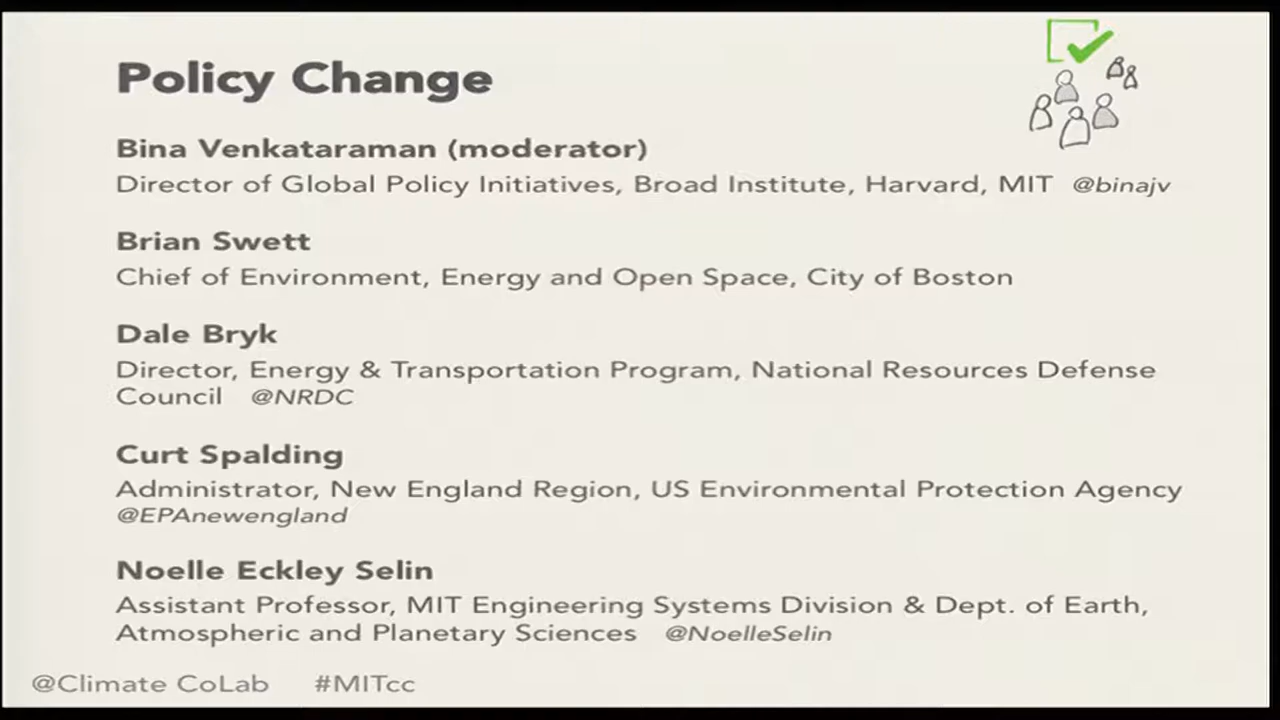 Policy Change
Bina Venkataraman (moderator)
Director of Global Policy Initiatives, Broad Institute, Harvard, MIT @binajv
Brian Swett
Chief of Environment, Energy and Open Space, City of Boston
Dale Bryk
Director, Energy & Transportation Program, National Resources Defense
Council @NRDC
Curt Spalding
Administrator, New England Region, US Environmental Protection Agency
@EPAnewengland
Noelle Eckley Selin
Assistant Professor, MIT Engineering Systems Division & Dept. of Earth,
Atmospheric and Planetary Sciences @NoelleSelin
@Climate CoLab #MITcc